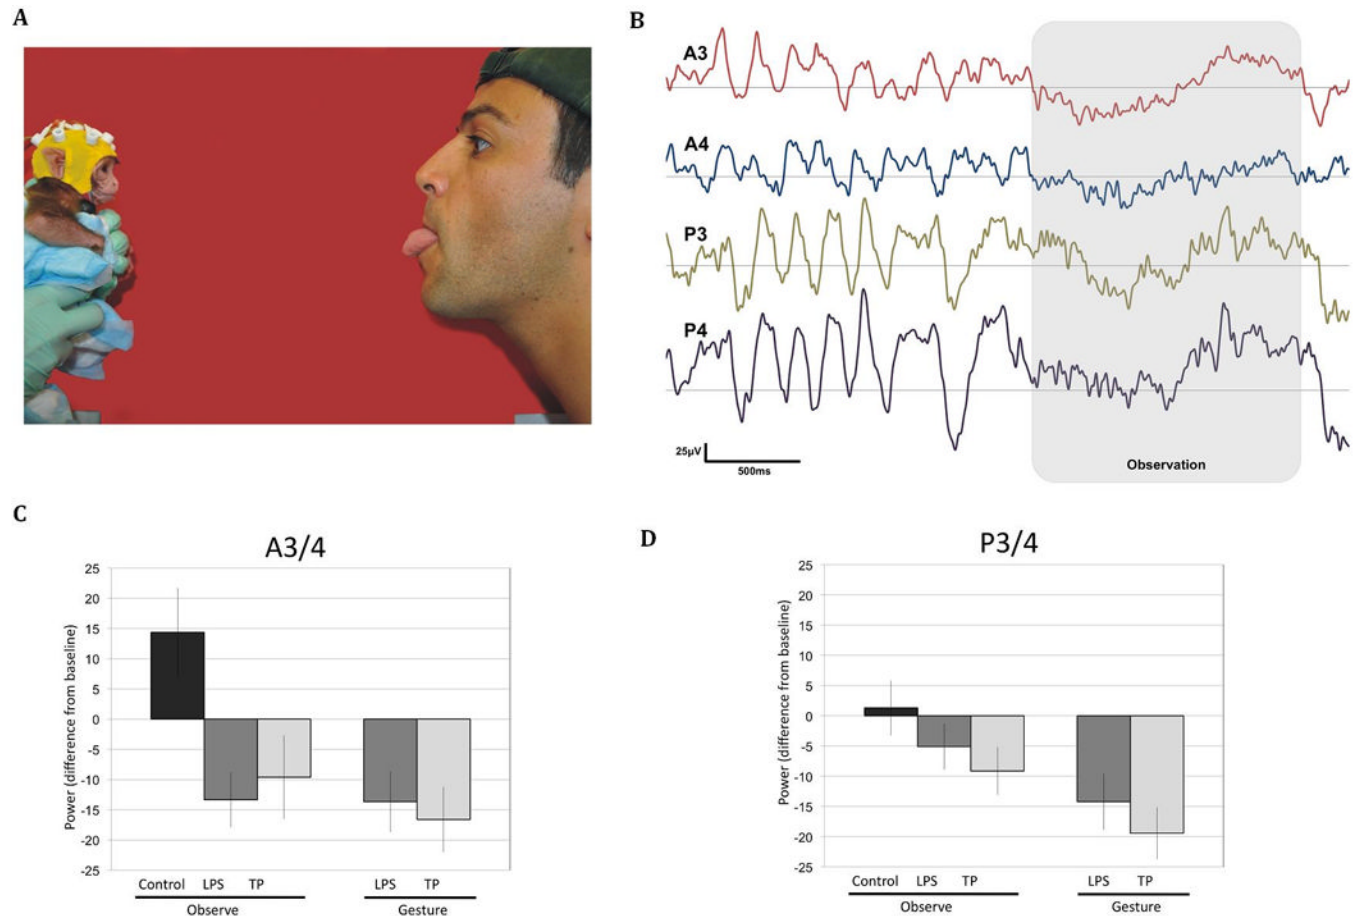 A
B
A3
A4
P3
P4
25µV
500ms
Observation
C
A3/4
Power (difference from baseline)
25
20
15
10
5
0
-5
-10
-15
-20
-25
Control LPS TP LPS TP
Observe Gesture
D
P3/4
Power (difference from baseline)
25
20
15
10
5
0
-5
-10
-15
-20
-25
Control LPS TP LPS TP
Observe Gesture